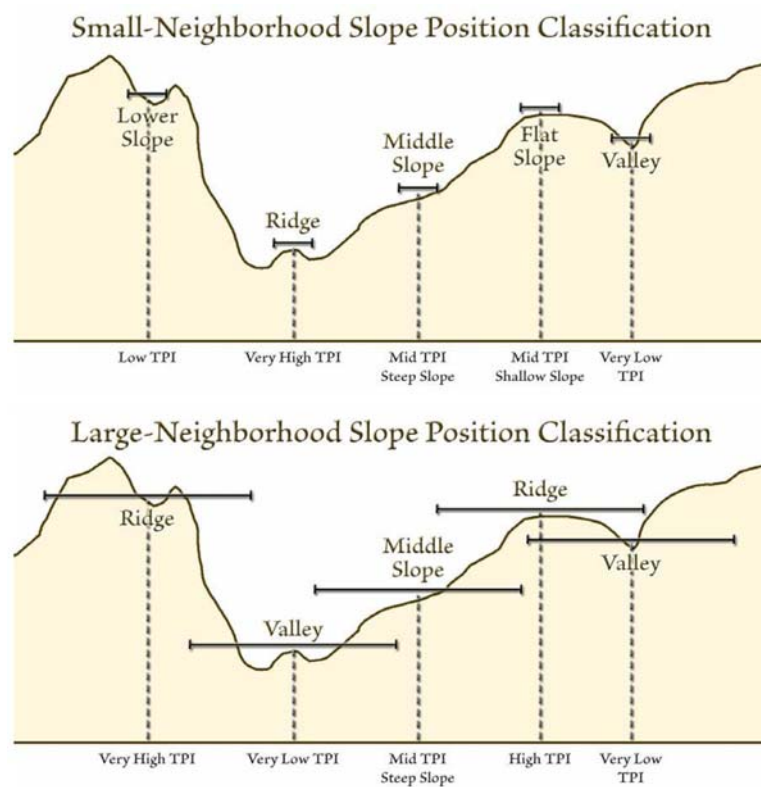 Small-Neighborhood Slope Position Classification
Lower
Slope
Ridge
Middle
Slope
Flat
Slope
Valley
Low TPI
Very High TPI
Mid TPI
Steep Slope
Mid TPI
Shallow Slope
Very Low
TPI
Large-Neighborhood Slope Position Classification
Ridge
Valley
Middle
Slope
Ridge
Valley
Very High TPI
Very Low TPI
Mid TPI
Steep Slope
High TPI
Very Low
TPI